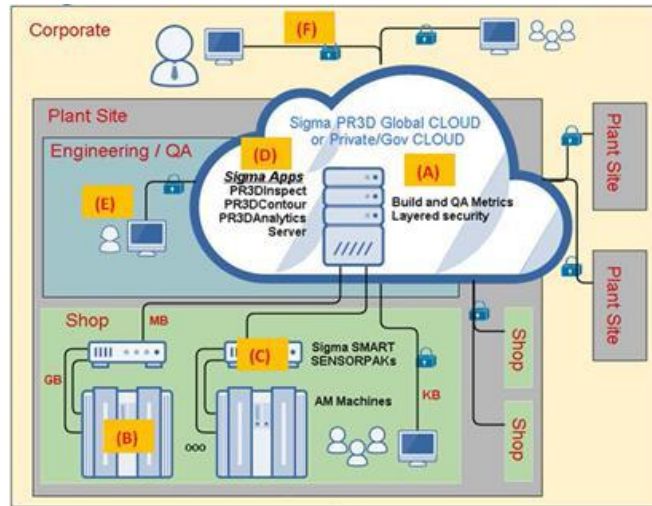 Corporate
(F)
Plant Site
Sigma PR3D Global CLOUD
or Private/Gov CLOUD
Engineering / QA
(D)
(A)
Sigma Apps
PR3DInspect
PR3DContour
PR3DAnalytics
Server
Build and QA Metrics
Layered security
(E)
Plant Site
Plant Site
Shop
MB
GB
(C)
Sigma SMART
SENSORPAKs
KB
(B)
AM Machines
ooo
Shop
Shop